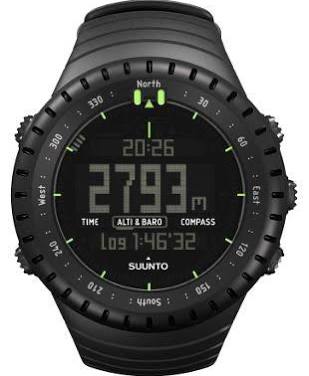 North
330 30
300 60
20:26
2793 m
West East
TIME ALTI & BARO COMPASS
Log 1:46'32
240 120
SUUNTO
210 150
South